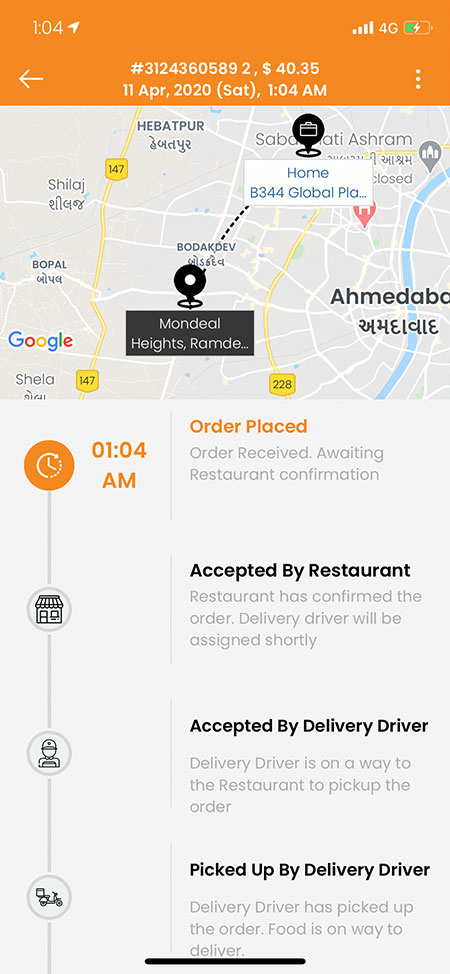 1:04
4G
#3124360589 2 , $ 40.35
11 Apr, 2020 (Sat), 1:04 AM
HEBATPUR
હેબતપુર
Sabarmati Ashram
આશ્રમ
closed
147
Shilaj
શીલજ
Home
B344 Global Pla...
BODAKDEV
બોડકદેવ
BOPAL
બોપલ
Ahmedaba
અમદાવાદ
Mondeal
Heights, Ramde...
Google
Shela
શેલા
147
228
01:04
AM
Order Placed
Order Received. Awaiting
Restaurant confirmation
Accepted By Restaurant
Restaurant has confirmed the
order. Delivery driver will be
assigned shortly
Accepted By Delivery Driver
Delivery Driver is on a way to
the Restaurant to pickup the
order
Picked Up By Delivery Driver
Delivery Driver has picked up
the order. Food is on way to
deliver.